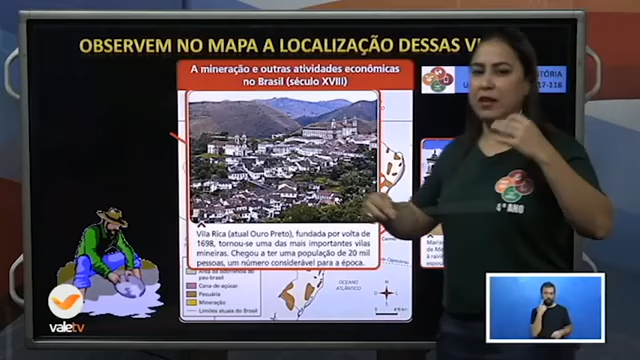 OBSERVEM NO MAPA A LOCALIZAÇÃO DESSAS
A mineração e outras atividades econômicas
no Brasil (século XVIII)
Vila Rica (atual Ouro Preto), fundada por volta de
1698, tornou-se uma das mais importantes vilas
mineiras. Chegou a ter uma população de 20 mil
pessoas, um número considerável para a época.
pau-brasil
Cana-de-açúcar
Pecuária
Mineração
Limites atuais do Brasil
OCEANO
ATLÂNTICO
4º ANO
valetv